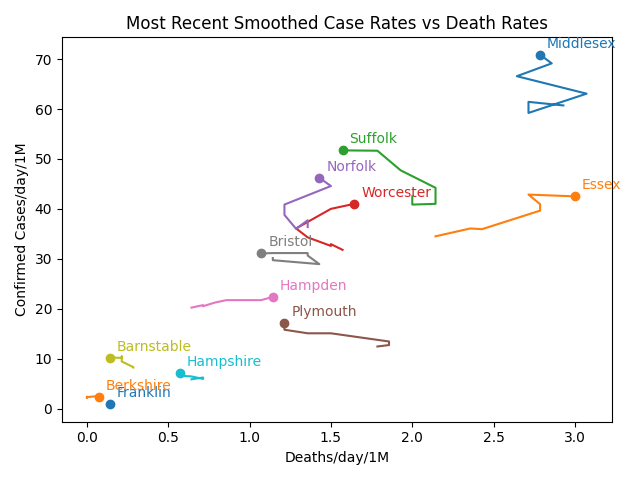 Most Recent Smoothed Case Rates vs Death Rates
Confirmed Cases/day/1M
70
60
50
40
30
20
10
0
Middlesex
Suffolk
Norfolk
Essex
Worcester
Bristol
Hampden
Plymouth
Barnstable
Hampshire
Berkshire
Franklin
0.0 0.5 1.0 1.5 2.0 2.5 3.0
Deaths/day/1M